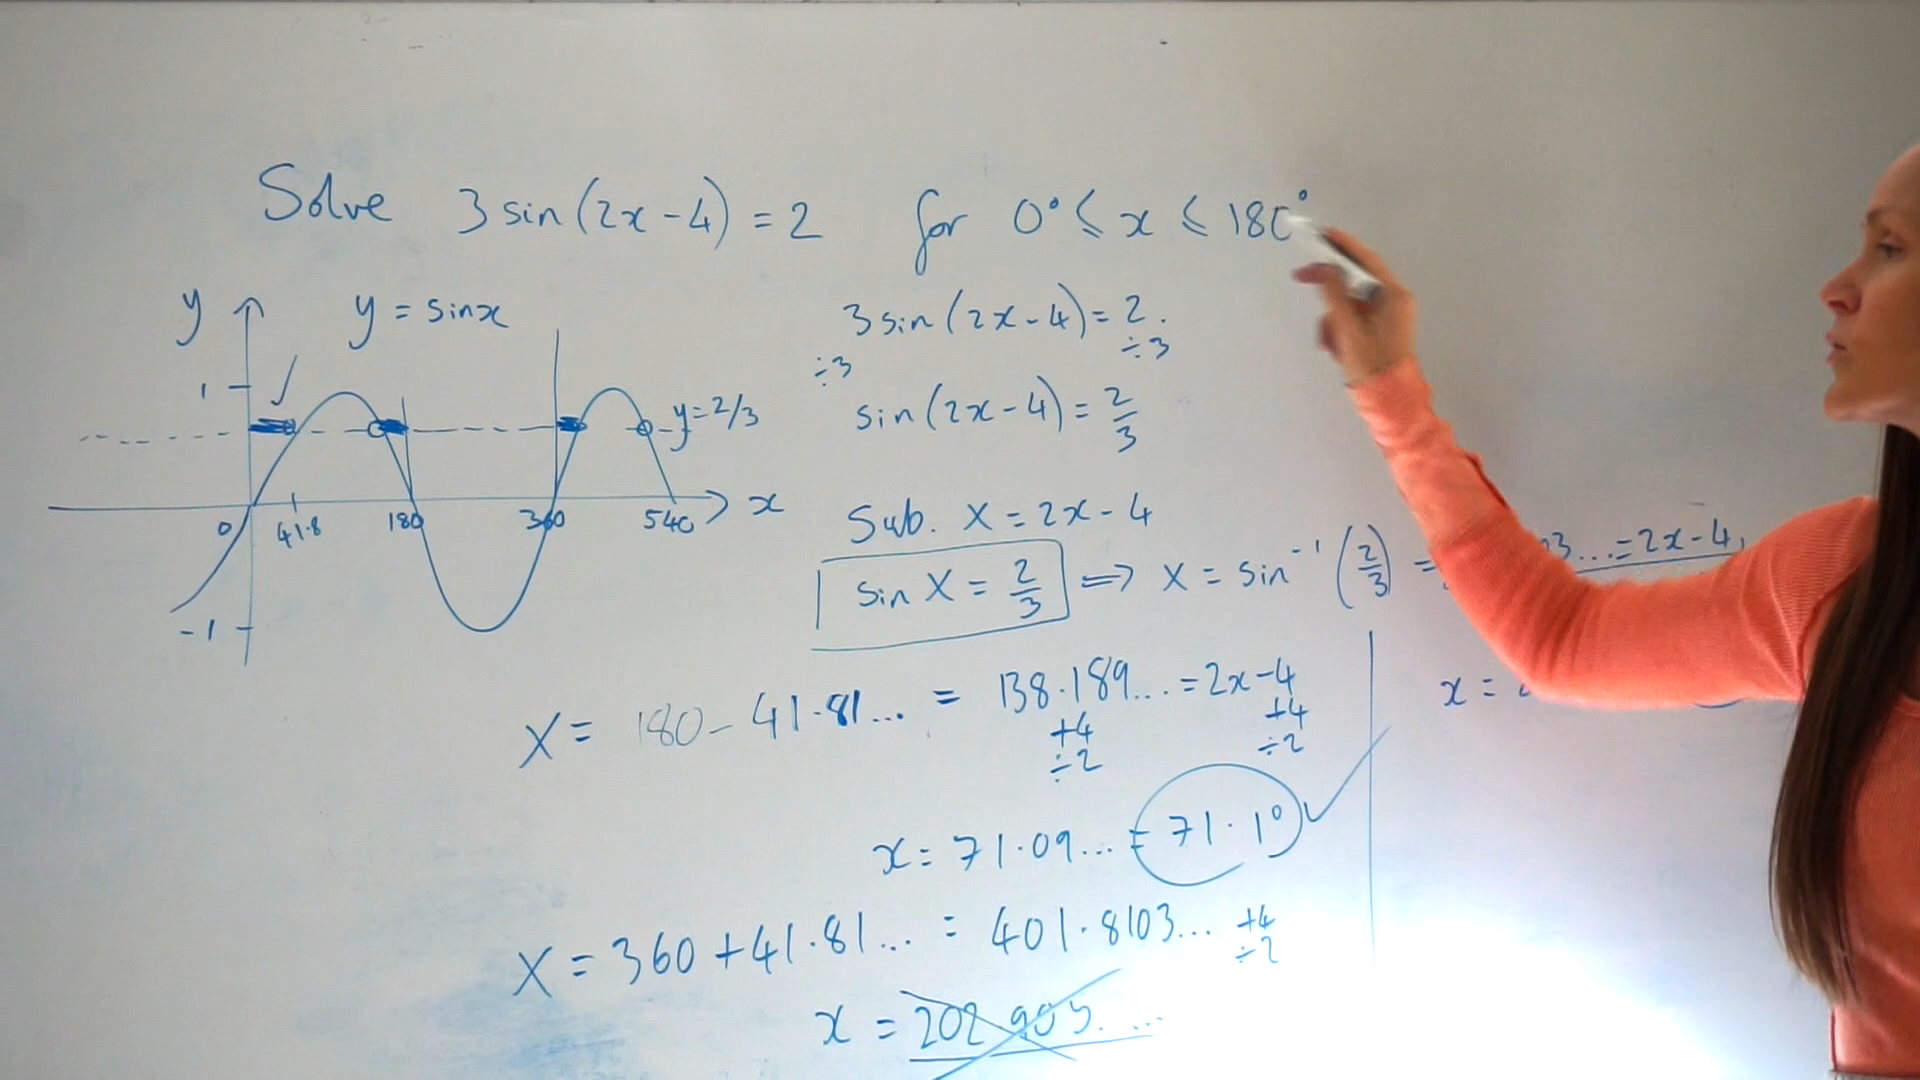 Solve 3 sin(2x-4) = 2 for 0° ≤ x ≤ 180°
y y = sinx
1
y=2/3
0 41.8 180 360 540 x
-1
3 sin(2x-4) = 2.
÷3 ÷3
sin(2x-4) = 2/3
Sub. X = 2x-4
sin X = 2/3 ⟹ X = sin⁻¹(2/3) = ...=2x-4
X = 180-41.81... = 138.189... = 2x-4
+4 +4
÷2 ÷2
x =
x = 71.09... = 71.1°
X = 360+41.81... = 401.8103... +4
÷2
x = 202.905....